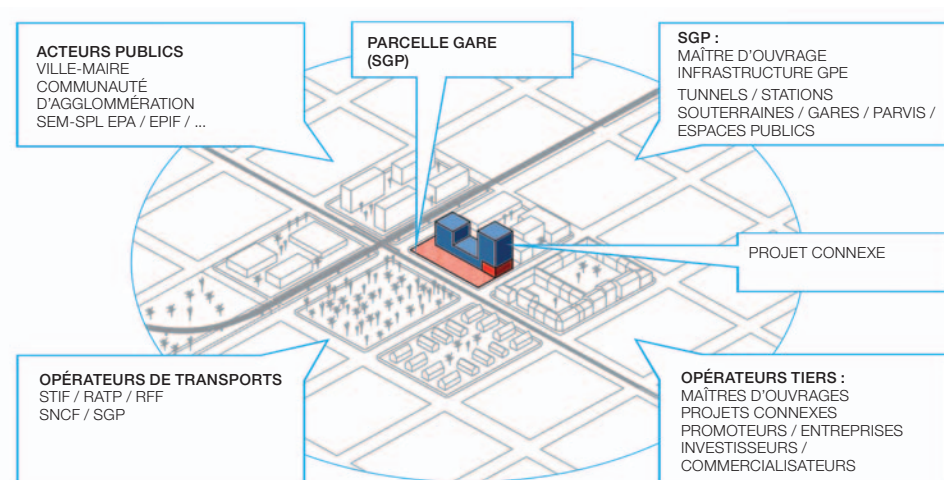 ACTEURS PUBLICS
VILLE-MAIRE
COMMUNAUTÉ
D'AGGLOMMÉRATION
SEM-SPL EPA / EPIF / ...
PARCELLE GARE
(SGP)
SGP :
MAÎTRE D'OUVRAGE
INFRASTRUCTURE GPE
TUNNELS / STATIONS
SOUTERRAINES / GARES / PARVIS /
ESPACES PUBLICS
PROJET CONNEXE
OPÉRATEURS DE TRANSPORTS
STIF / RATP / RFF
SNCF / SGP
OPÉRATEURS TIERS :
MAÎTRES D'OUVRAGES
PROJETS CONNEXES
PROMOTEURS / ENTREPRISES
INVESTISSEURS /
COMMERCIALISATEURS